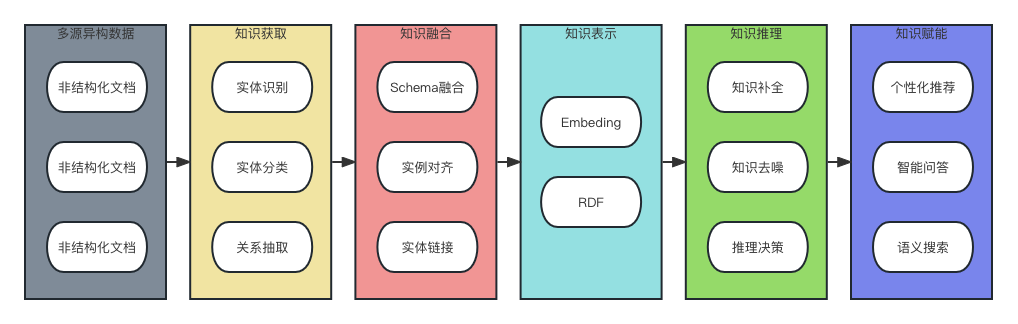 多源异构数据
非结构化文档
非结构化文档
非结构化文档
知识获取
实体识别
实体分类
关系抽取
知识融合
Schema融合
实例对齐
实体链接
知识表示
Embeding
RDF
知识推理
知识补全
知识去噪
推理决策
知识赋能
个性化推荐
智能问答
语义搜索